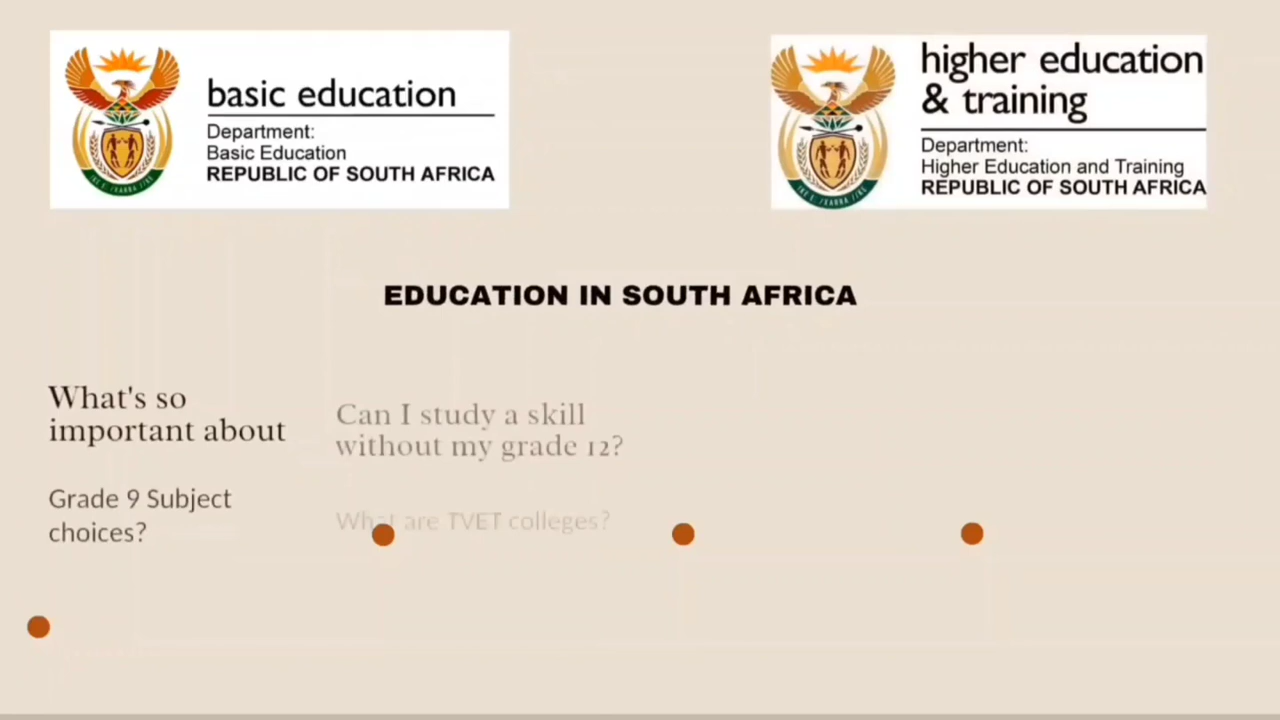 basic education
Department:
Basic Education
REPUBLIC OF SOUTH AFRICA
higher education
& training
Department:
Higher Education and Training
REPUBLIC OF SOUTH AFRICA
EDUCATION IN SOUTH AFRICA
What's so
important about
Grade 9 Subject
choices?
Can I study a skill
without my grade 12?
What are TVET colleges?